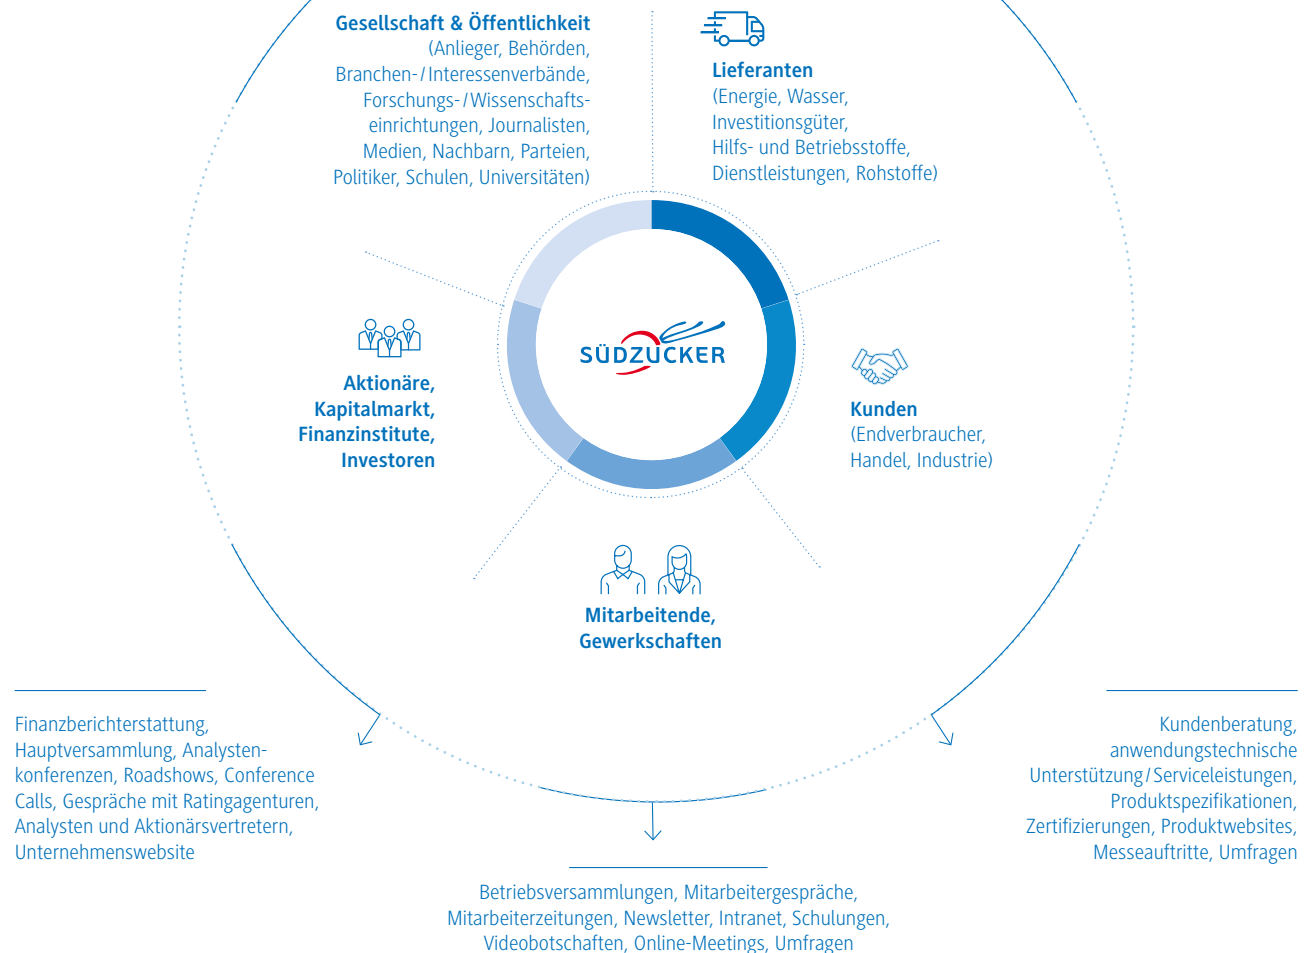 Gesellschaft & Öffentlichkeit
(Anlieger, Behörden,
Branchen-/Interessenverbände,
Forschungs-/Wissenschafts-
einrichtungen, Journalisten,
Medien, Nachbarn, Parteien,
Politiker, Schulen, Universitäten)
Lieferanten
(Energie, Wasser,
Investitionsgüter,
Hilfs- und Betriebsstoffe,
Dienstleistungen, Rohstoffe)
SÜDZUCKER
Aktionäre,
Kapitalmarkt,
Finanzinstitute,
Investoren
Kunden
(Endverbraucher,
Handel, Industrie)
Mitarbeitende,
Gewerkschaften
Finanzberichterstattung,
Hauptversammlung, Analysten-
konferenzen, Roadshows, Conference
Calls, Gespräche mit Ratingagenturen,
Analysten und Aktionärsvertretern,
Unternehmenswebsite
Kundenberatung,
anwendungstechnische
Unterstützung/Serviceleistungen,
Produktspezifikationen,
Zertifizierungen, Produktwebsites,
Messeauftritte, Umfragen
Betriebsversammlungen, Mitarbeitergespräche,
Mitarbeiterzeitungen, Newsletter, Intranet, Schulungen,
Videobotschaften, Online-Meetings, Umfragen